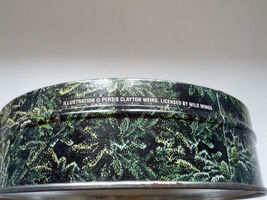 ILLUSTRATION © PERSIS CLAYTON WEIRS, LICENSED BY WILD WINGS